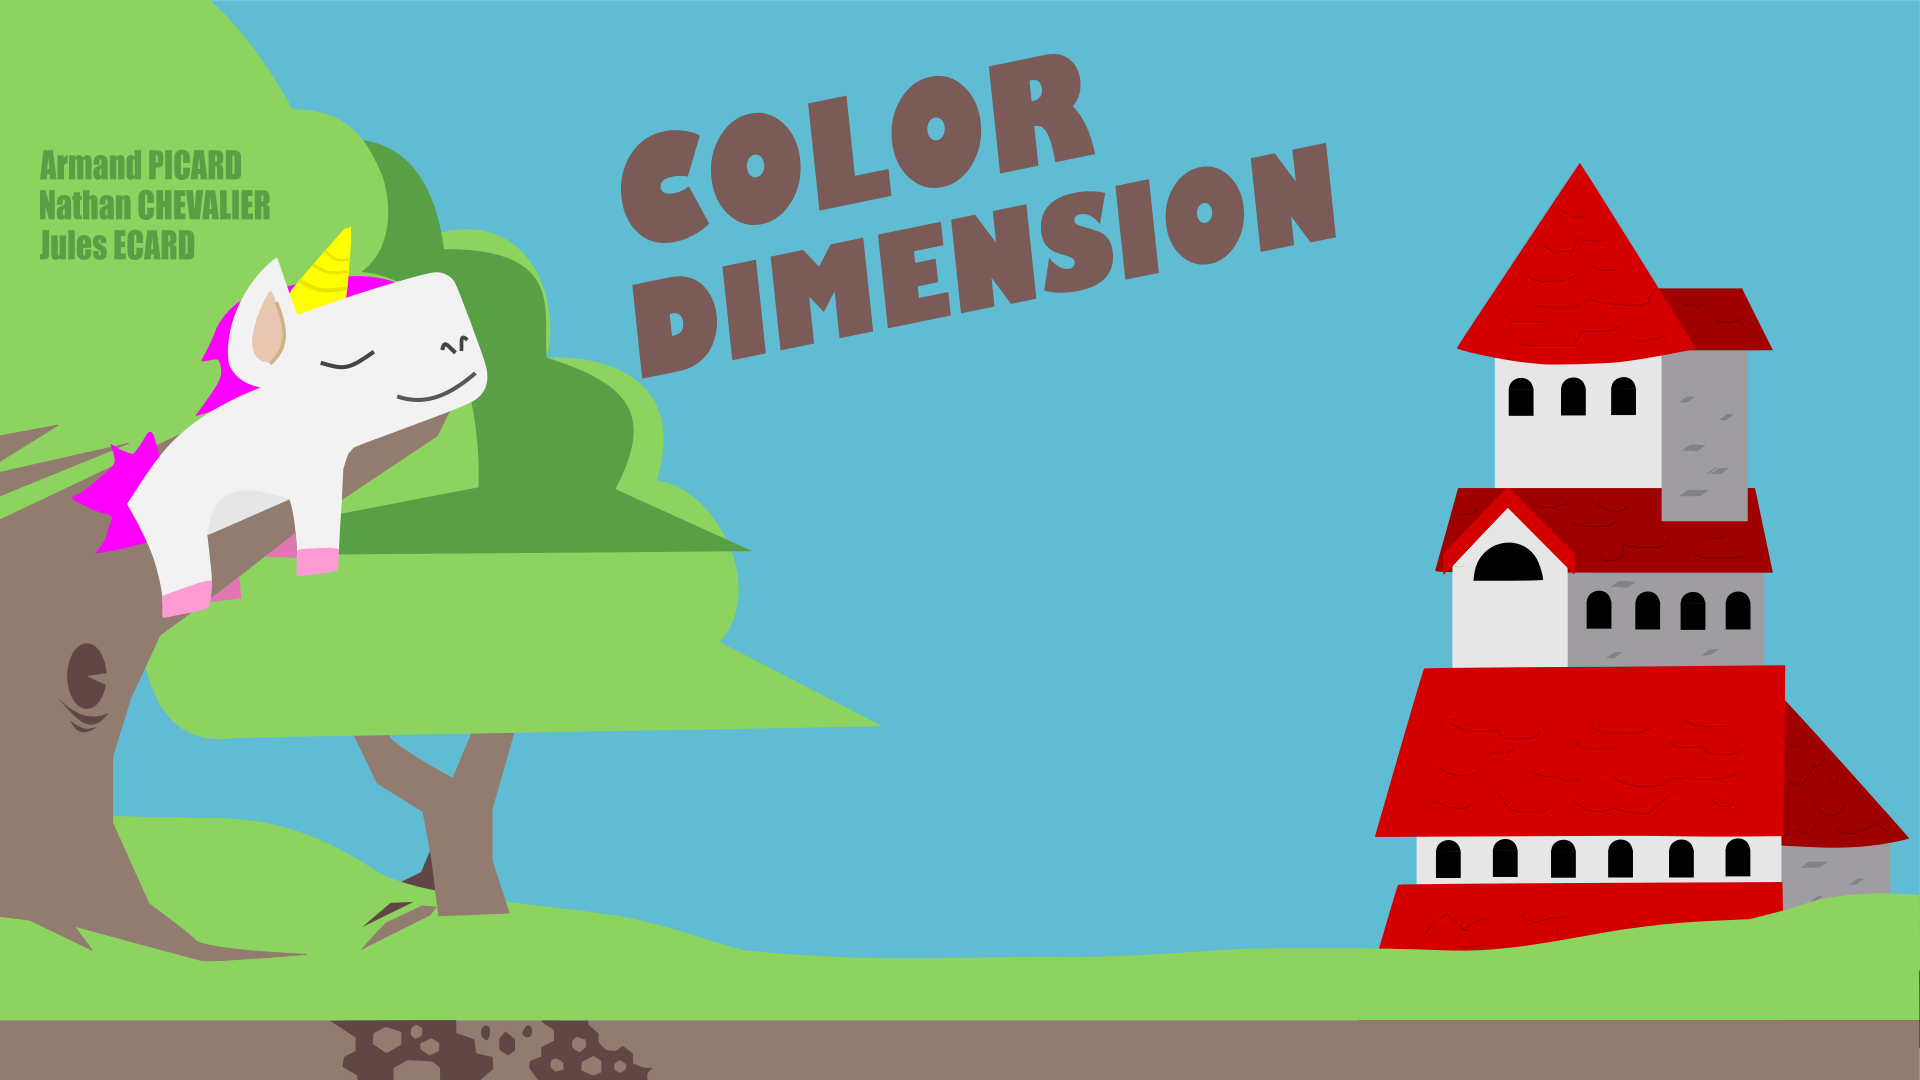 COLOR
DIMENSION
Armand PICARD
Nathan CHEVALIER
Jules ECARD